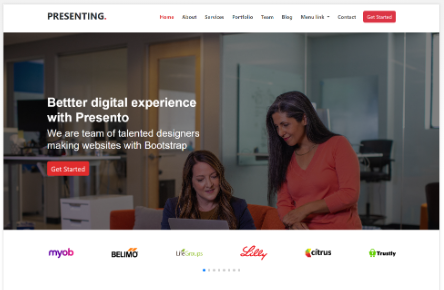 PRESENTING.
Home About Services Portfolio Team Blog Menu link Contact Get Started
Bettter digital experience
with Presento
We are team of talented designers
making websites with Bootstrap
Get Started
myob BELIMO LifeGroups Lilly citrus Trustly